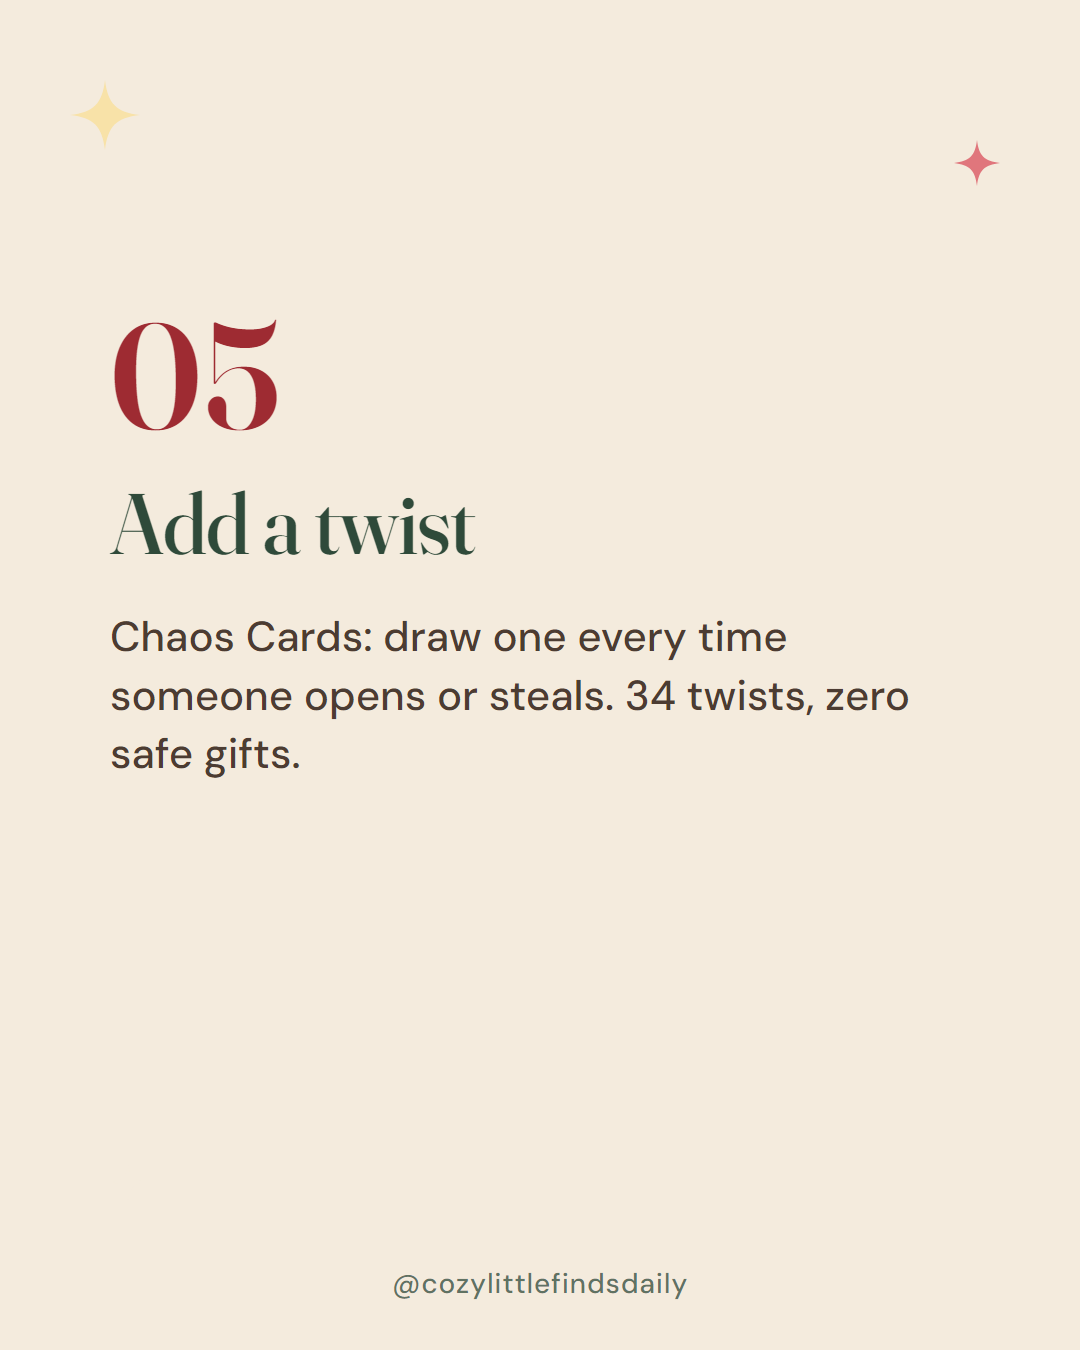 05
Add a twist
Chaos Cards: draw one every time
someone opens or steals. 34 twists, zero
safe gifts.
@cozylittlefindsdaily